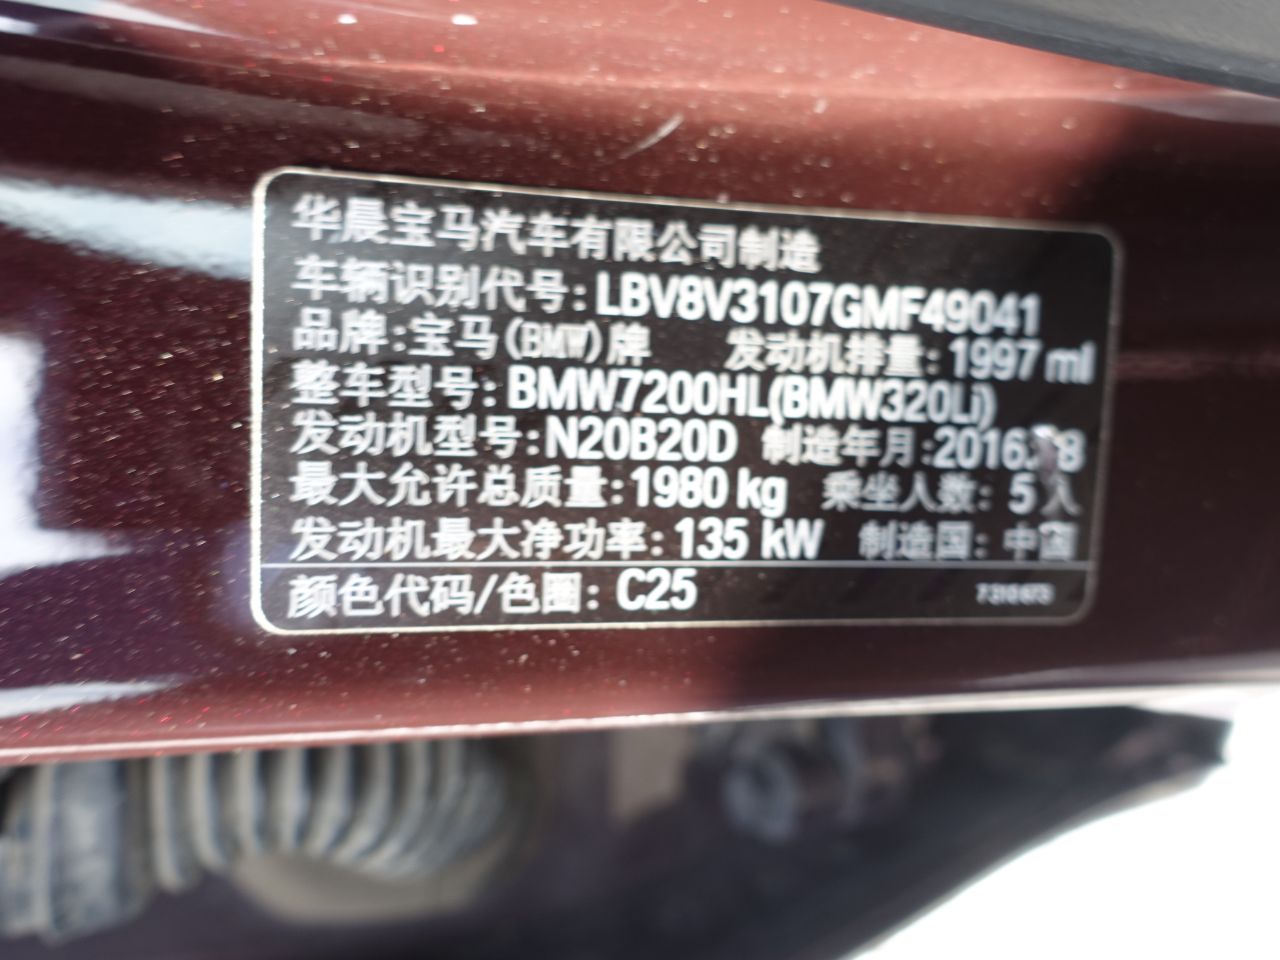 华晨宝马汽车有限公司制造
车辆识别代号:LBV8V3107GMF49041
品牌:宝马(BMW)牌 发动机排量:1997 ml
整车型号:BMW7200HL(BMW320Li)
发动机型号:N20B20D 制造年月:2016
最大允许总质量:1980 kg 乘坐人数: 5人
发动机最大净功率:135 kW 制造国: 中国
颜色代码/色圈: C25